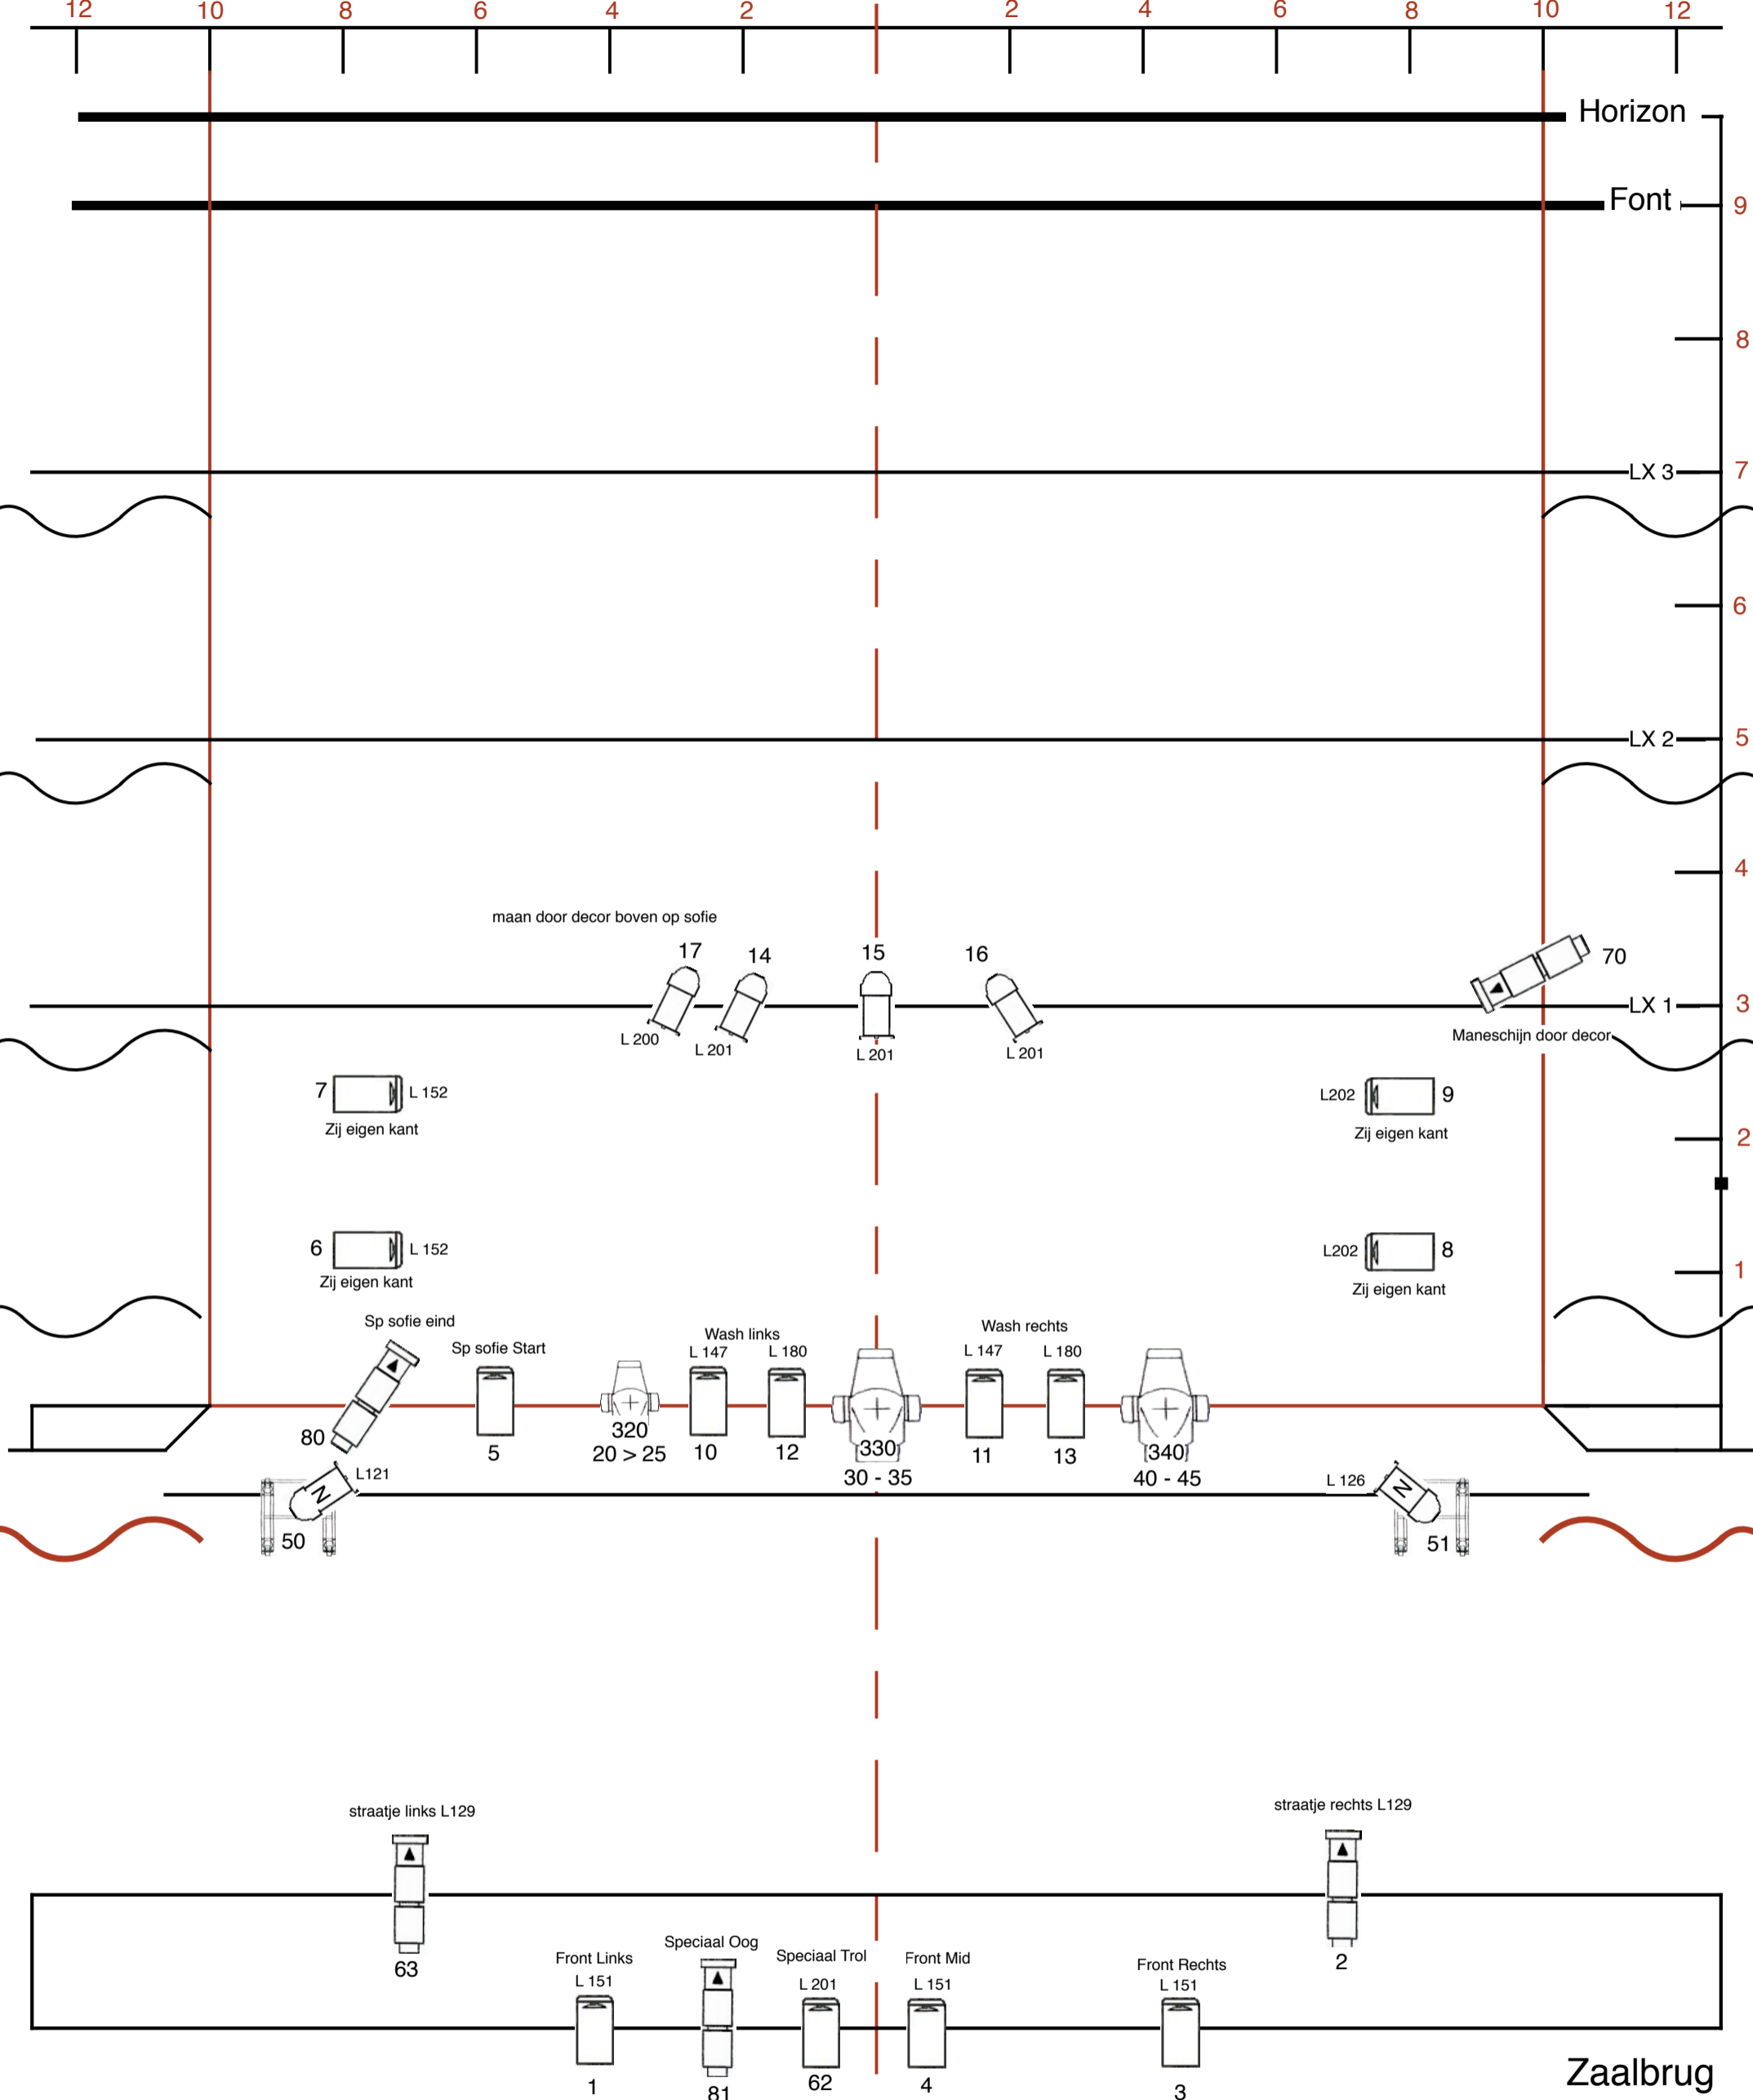 12 10 8 6 4 2 2 4 6 8 10 12
Horizon
Font 9
8
LX 3 7
6
LX 2 5
4
maan door decor boven op sofie
17 14 15 16 70
LX 1 3
L 200 L 201 L 201 L 201
Maneschijn door decor
7 L 152 L202 9
Zij eigen kant Zij eigen kant
2
6 L 152 L202 8
Zij eigen kant Zij eigen kant
1
Sp sofie eind
Sp sofie Start Wash links Wash rechts
L 147 L 180 L 147 L 180
80 5 320 10 12 330 11 13 340
20 > 25 30 - 35 40 - 45
L121 L 126
N N
50 51
straatje links L129 straatje rechts L129
63 2
Front Links Speciaal Oog Speciaal Trol Front Mid Front Rechts
L 151 L 201 L 151 L 151
1 81 62 4 3
Zaalbrug